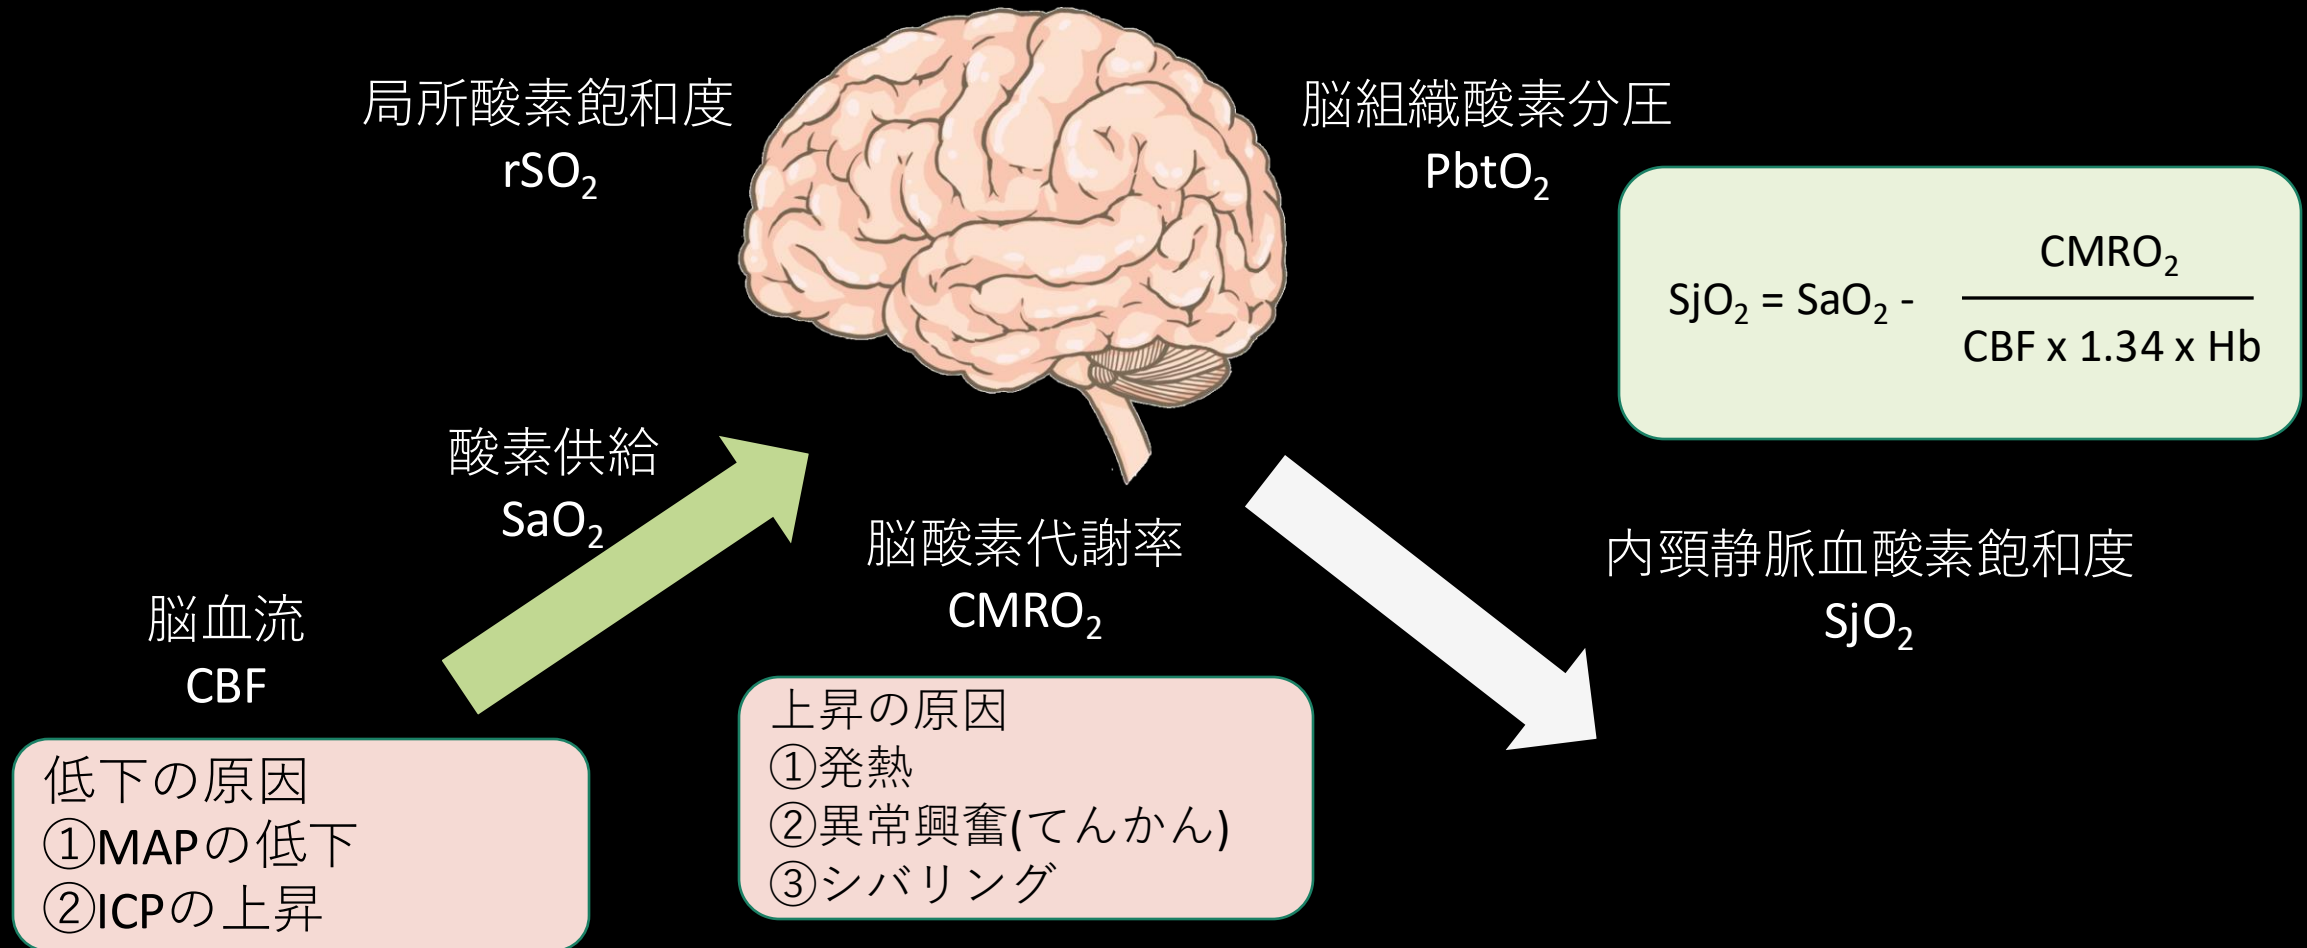 局所酸素飽和度
rSO₂
脳組織酸素分圧
PbtO₂
SjO₂ = SaO₂ -
CMRO₂
CBF x 1.34 x Hb
酸素供給
SaO₂
脳酸素代謝率
CMRO₂
内頸静脈血酸素飽和度
SjO₂
脳血流
CBF
低下の原因
①MAPの低下
②ICPの上昇
上昇の原因
①発熱
②異常興奮(てんかん)
③シバリング